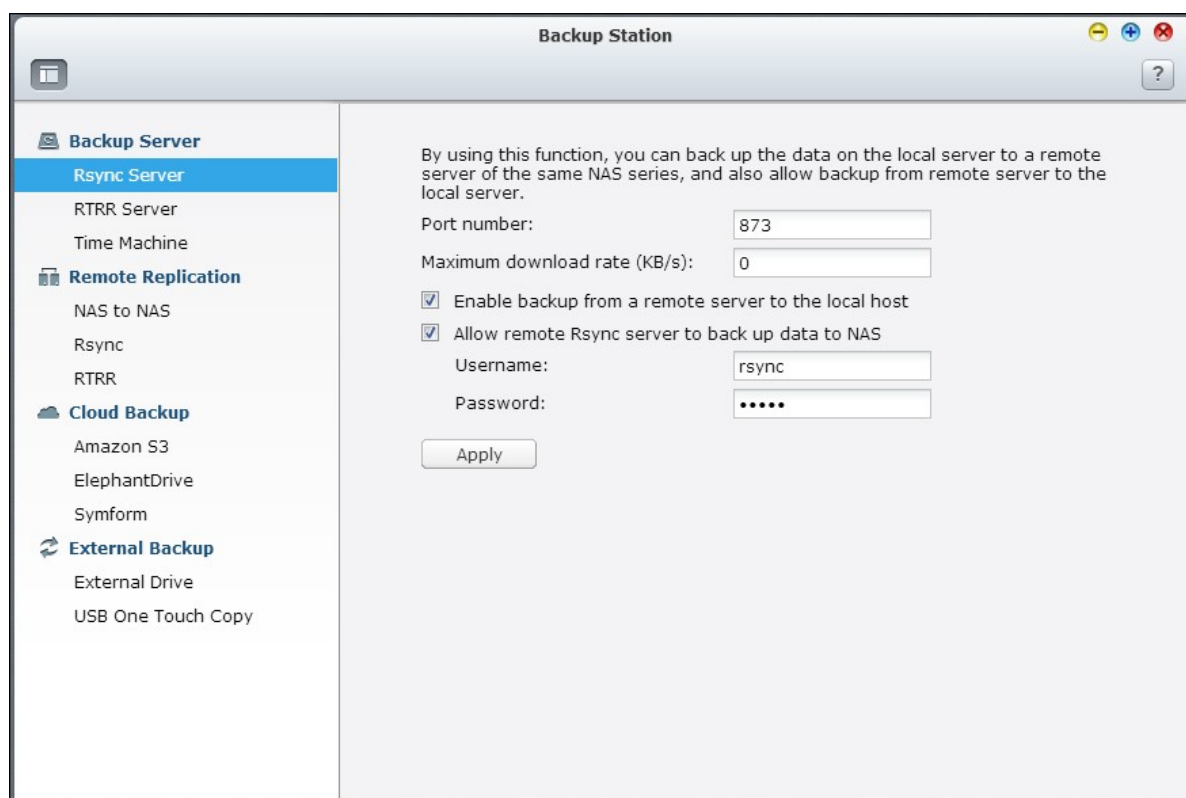 Backup Station
?
Backup Server
Rsync Server
RTRR Server
Time Machine
Remote Replication
NAS to NAS
Rsync
RTRR
Cloud Backup
Amazon S3
ElephantDrive
Symform
External Backup
External Drive
USB One Touch Copy
By using this function, you can back up the data on the local server to a remote
server of the same NAS series, and also allow backup from remote server to the
local server.
Port number: 873
Maximum download rate (KB/s): 0
Enable backup from a remote server to the local host
Allow remote Rsync server to back up data to NAS
Username: rsync
Password: •••••
Apply